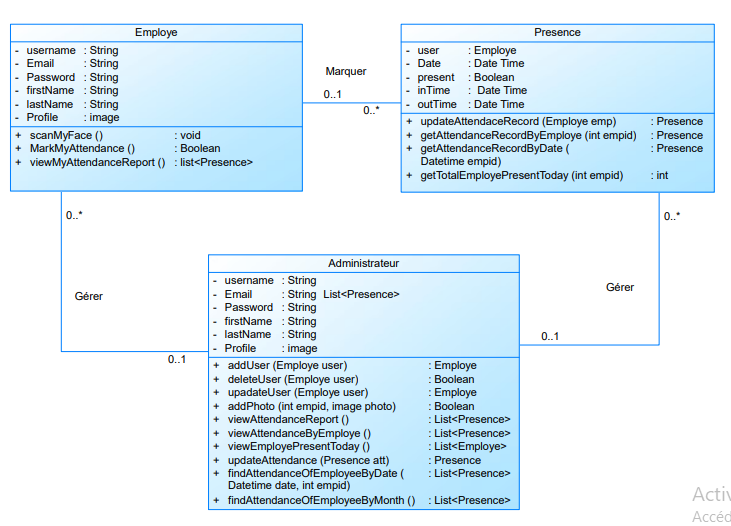 Employe
- username : String
- Email : String
- Password : String
- firstName : String
- lastName : String
- Profile : image
+ scanMyFace () : void
+ MarkMyAttendance () : Boolean
+ viewMyAttendanceReport () : list<Presence>
Marquer
0..1
0..*
Presence
- user : Employe
- Date : Date Time
- present : Boolean
- inTime : Date Time
- outTime : Date Time
+ updateAttendaceRecord (Employe emp) : Presence
+ getAttendanceRecordByEmploye (int empid) : Presence
+ getAttendanceRecordByDate ( : Presence
Datetime empid)
+ getTotalEmployePresentToday (int empid) : int
0..*
0..*
Gérer
Gérer
0..1
0..1
Administrateur
- username : String
- Email : String List<Presence>
- Password : String
- firstName : String
- lastName : String
- Profile : image
+ addUser (Employe user) : Employe
+ deleteUser (Employe user) : Boolean
+ upadateUser (Employe user) : Employe
+ addPhoto (int empid, image photo) : Boolean
+ viewAttendanceReport () : List<Presence>
+ viewAttendanceByEmploye () : List<Presence>
+ viewEmployePresentToday () : List<Employe>
+ updateAttendance (Presence att) : Presence
+ findAttendanceOfEmployeeByDate ( : List<Presence>
Datetime date, int empid)
+ findAttendanceOfEmployeeByMonth () : List<Presence>
Activ
Accéd